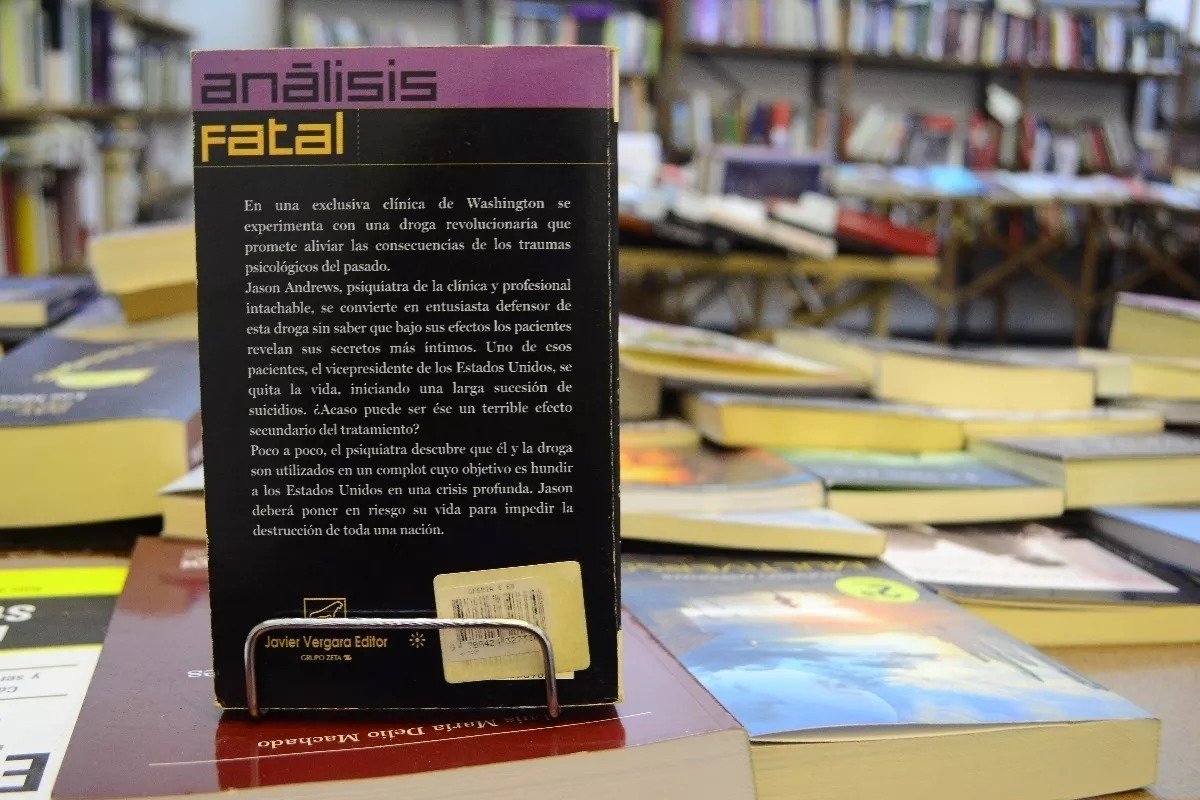 análisis
Fatal
En una exclusiva clínica de Washington se
experimenta con una droga revolucionaria que
promete aliviar las consecuencias de los traumas
psicológicos del pasado.
Jason Andrews, psiquiatra de la clínica y profesional
intachable, se convierte en entusiasta defensor de
esta droga sin saber que bajo sus efectos los pacientes
revelan sus secretos más íntimos. Uno de esos
pacientes, el vicepresidente de los Estados Unidos, se
quita la vida, iniciando una larga sucesión de
suicidios. ¿Acaso puede ser ése un terrible efecto
secundario del tratamiento?
Poco a poco, el psiquiatra descubre que él y la droga
son utilizados en un complot cuyo objetivo es hundir
a los Estados Unidos en una crisis profunda. Jason
deberá poner en riesgo su vida para impedir la
destrucción de toda una nación.
Javier Vergara Editor
GRUPO ZETA
María Delio Machado